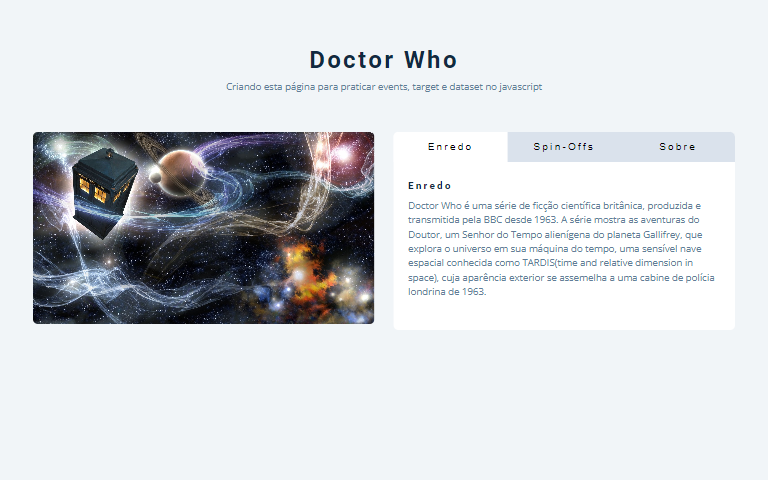 Doctor Who
Criando esta página para praticar events, target e dataset no javascript
Enredo
Spin-Offs
Sobre
Enredo
Doctor Who é uma série de ficção científica britânica, produzida e
transmitida pela BBC desde 1963. A série mostra as aventuras do
Doutor, um Senhor do Tempo alienígena do planeta Gallifrey, que
explora o universo em sua máquina do tempo, uma sensível nave
espacial conhecida como TARDIS(time and relative dimension in
space), cuja aparência exterior se assemelha a uma cabine de polícia
londrina de 1963.